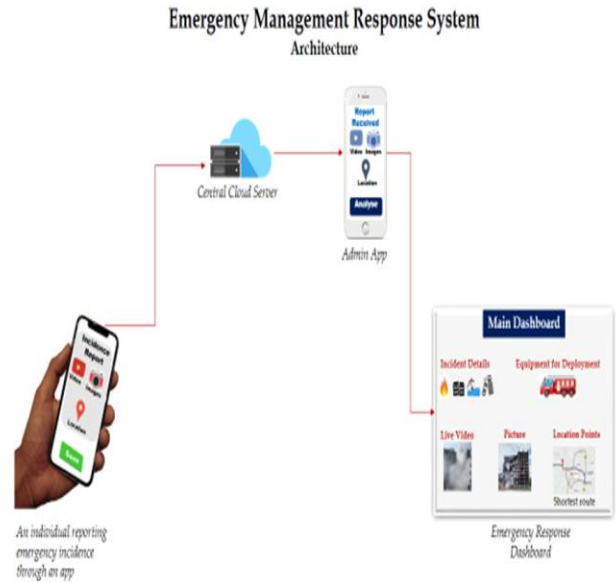 Emergency Management Response System
Architecture
Report
Received
Video Images
Location
Analyse
Central Cloud Server
Admin App
Incidence
Report
Video Images
Location
Send
Main Dashboard
Incident Details
Equipment for Deployment
Live Video
Picture
Location Points
Shortest route
An individual reporting
emergency incidence
through an app
Emergency Response
Dashboard